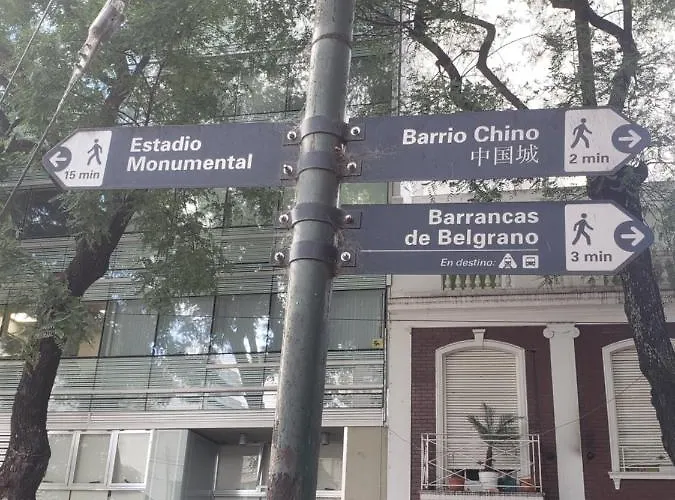 Estadio
Monumental
15 min
Barrio Chino
中国城
2 min
Barrancas
de Belgrano
En destino:
3 min